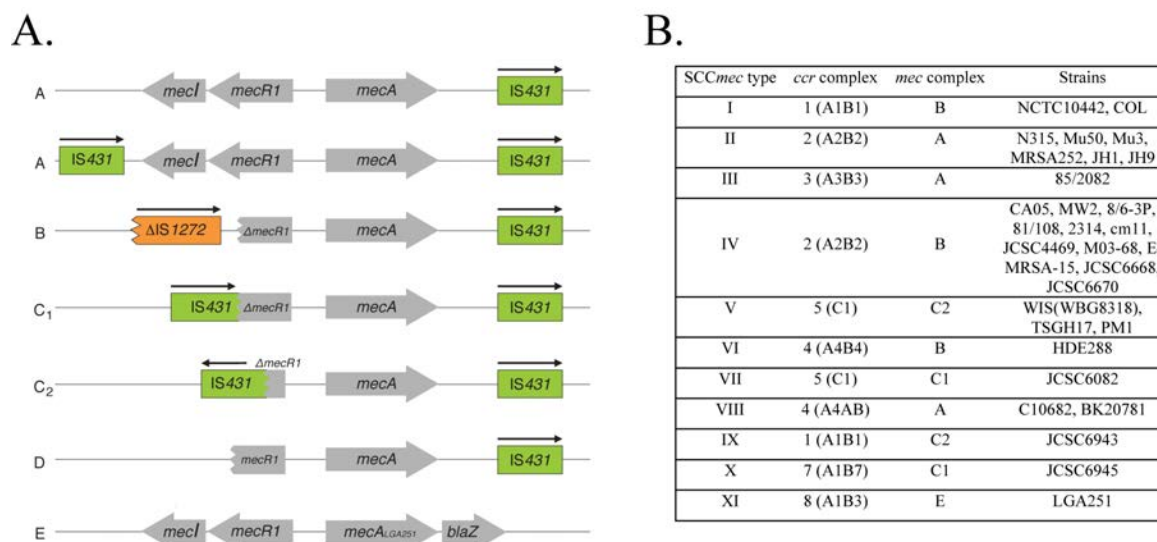 A.
A mecI mecR1 mecA IS431
A IS431 mecI mecR1 mecA IS431
B ΔIS1272 ΔmecR1 mecA IS431
C1 IS431 ΔmecR1 mecA IS431
ΔmecR1
C2 IS431 mecA IS431
D mecR1 mecA IS431
E mecI mecR1 mecALGA251 blaZ
B.
SCCmec type ccr complex mec complex Strains
I 1 (A1B1) B NCTC10442, COL
II 2 (A2B2) A N315, Mu50, Mu3,
MRSA252, JH1, JH9
III 3 (A3B3) A 85/2082
IV 2 (A2B2) B CA05, MW2, 8/6-3P,
81/108, 2314, cm11,
JCSC4469, M03-68, E
MRSA-15, JCSC6668,
JCSC6670
V 5 (C1) C2 WIS(WBG8318),
TSGH17, PM1
VI 4 (A4B4) B HDE288
VII 5 (C1) C1 JCSC6082
VIII 4 (A4AB) A C10682, BK20781
IX 1 (A1B1) C2 JCSC6943
X 7 (A1B7) C1 JCSC6945
XI 8 (A1B3) E LGA251